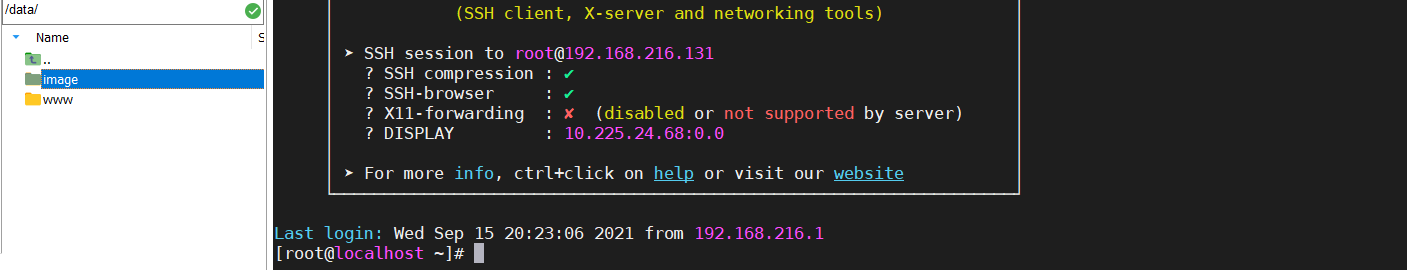 /data/
Name S
..
image
www
(SSH client, X-server and networking tools)
➤ SSH session to root@192.168.216.131
? SSH compression : ✔
? SSH-browser : ✔
? X11-forwarding : ✘ (disabled or not supported by server)
? DISPLAY : 10.225.24.68:0.0
➤ For more info, ctrl+click on help or visit our website
Last login: Wed Sep 15 20:23:06 2021 from 192.168.216.1
[root@localhost ~]#